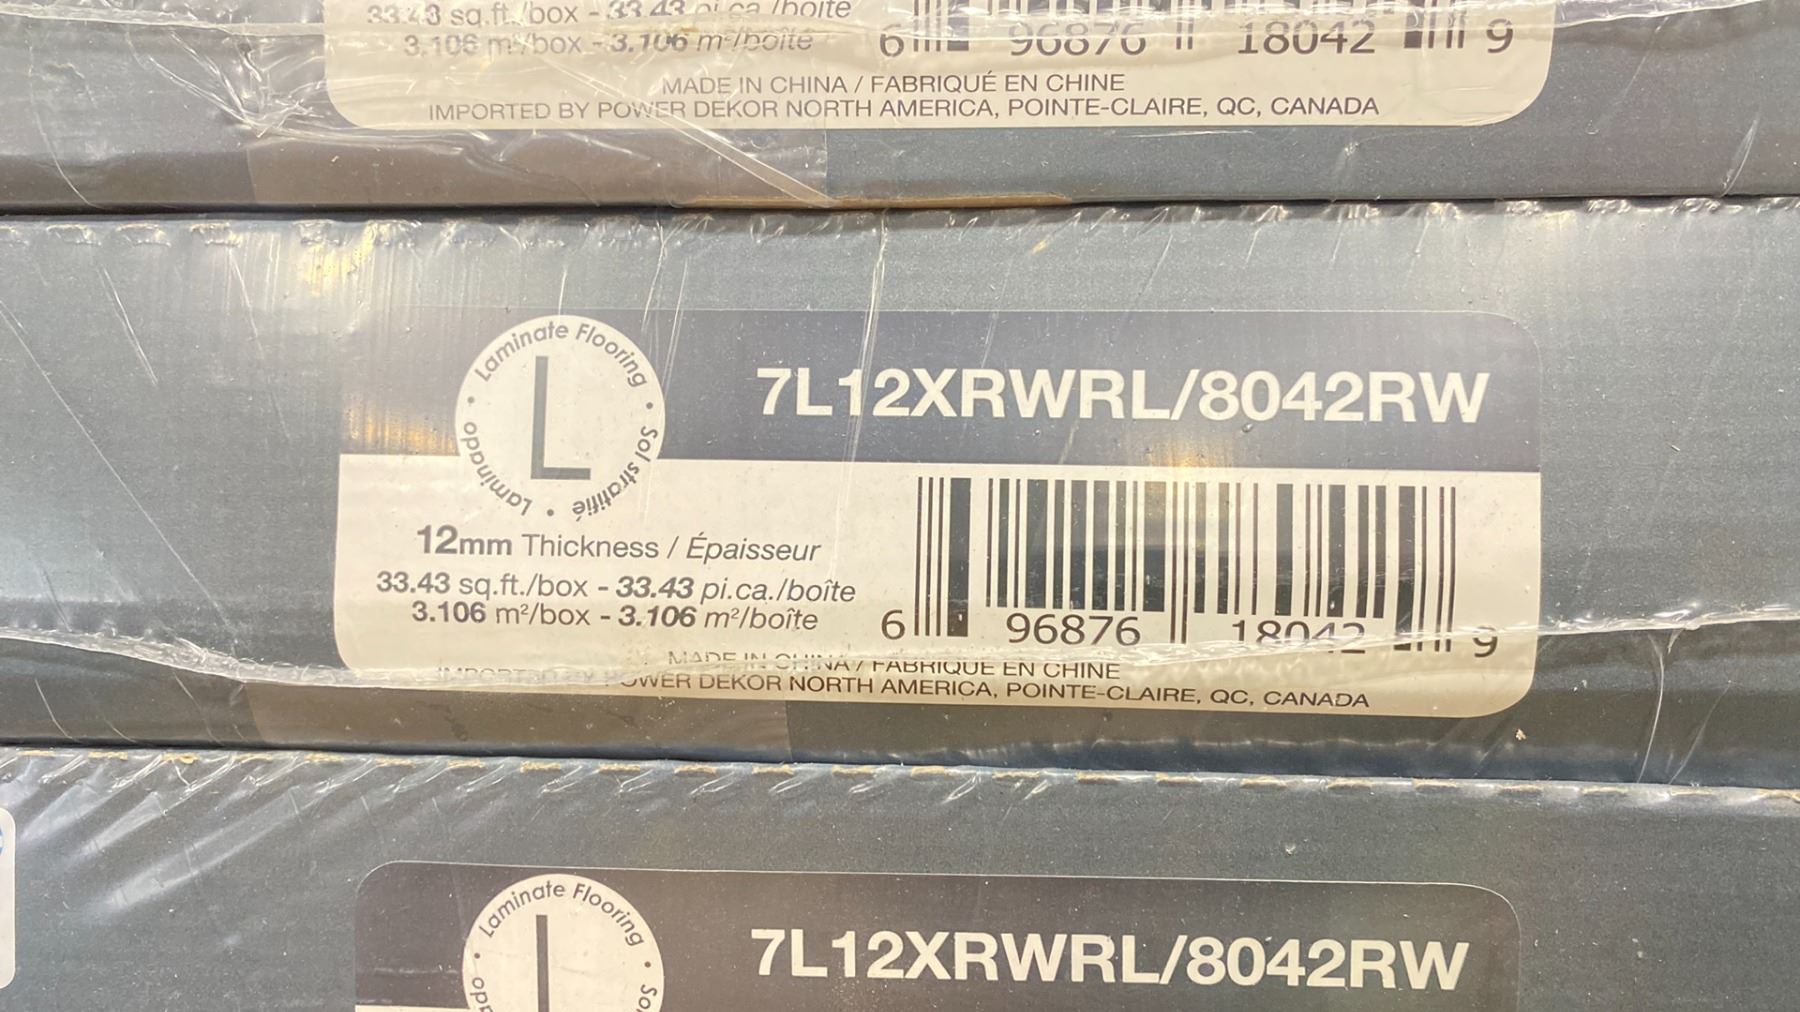 33.43 sq.ft./box - 33.43 pi.ca./boîte
3.106 m²/box - 3.106 m²/boîte
6 96876 18042 9
MADE IN CHINA / FABRIQUÉ EN CHINE
IMPORTED BY POWER DEKOR NORTH AMERICA, POINTE-CLAIRE, QC, CANADA
Laminate Flooring • Sol stratifié • Laminado •
L
7L12XRWRL/8042RW
12mm Thickness / Épaisseur
33.43 sq.ft./box - 33.43 pi.ca./boîte
3.106 m²/box - 3.106 m²/boîte
6 96876 18042 9
MADE IN CHINA / FABRIQUÉ EN CHINE
IMPORTED BY POWER DEKOR NORTH AMERICA, POINTE-CLAIRE, QC, CANADA
Laminate Flooring
L
7L12XRWRL/8042RW